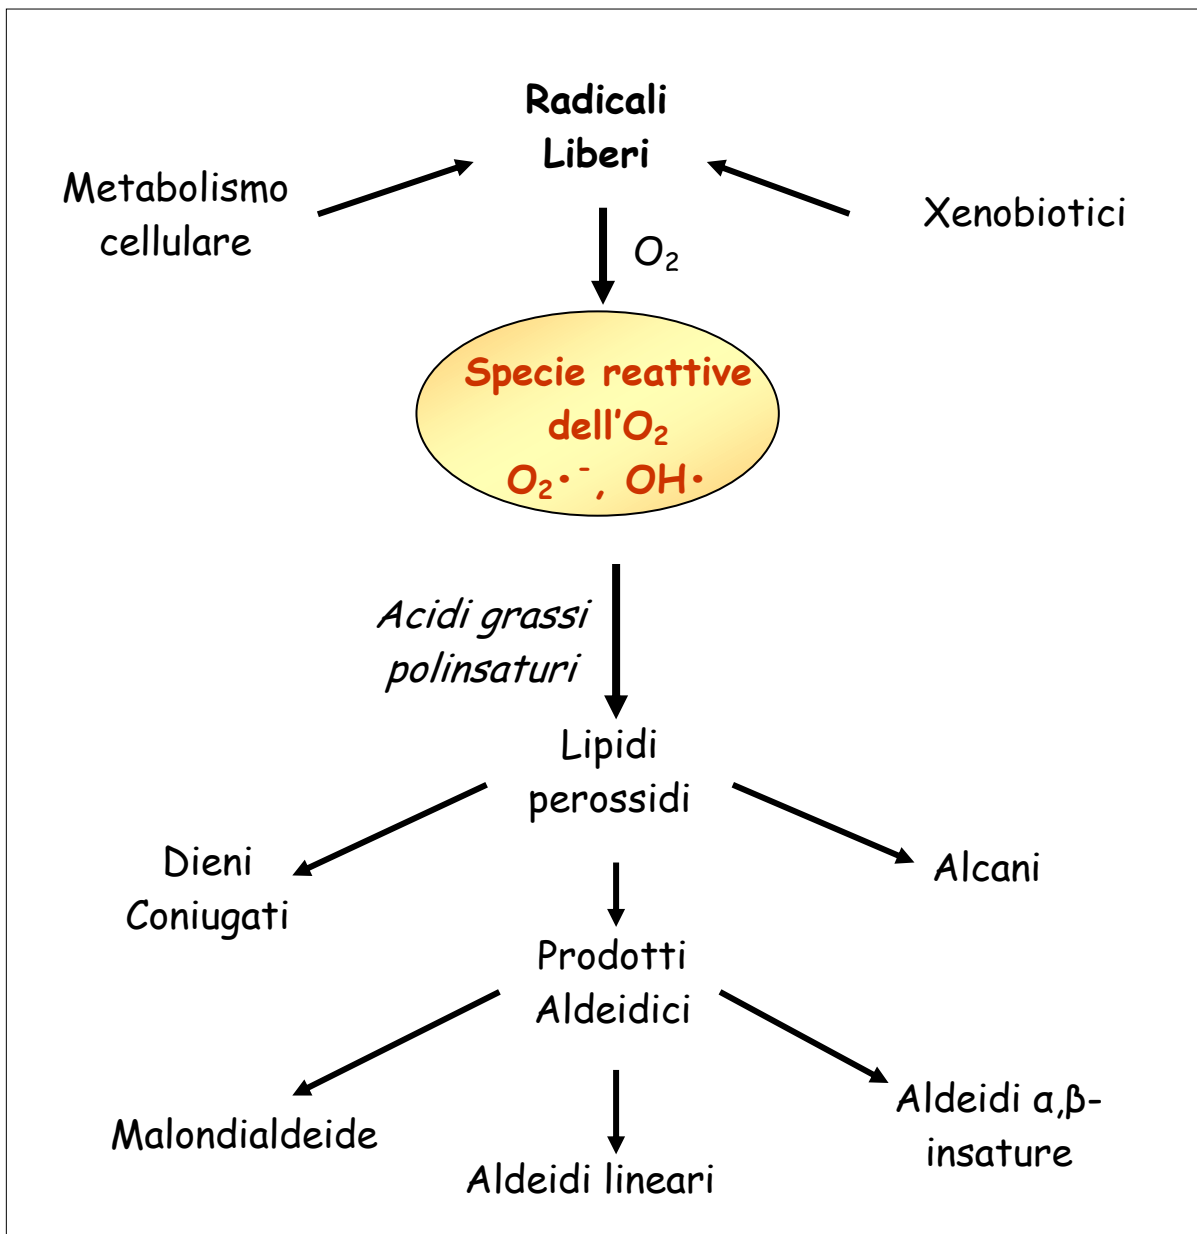 Radicali
Liberi
Metabolismo
cellulare
Xenobiotici
O₂
Specie reattive
dell'O₂
O₂•⁻, OH•
Acidi grassi
polinsaturi
Lipidi
perossidi
Dieni
Coniugati
Alcani
Prodotti
Aldeidici
Malondialdeide
Aldeidi lineari
Aldeidi α,β-
insature